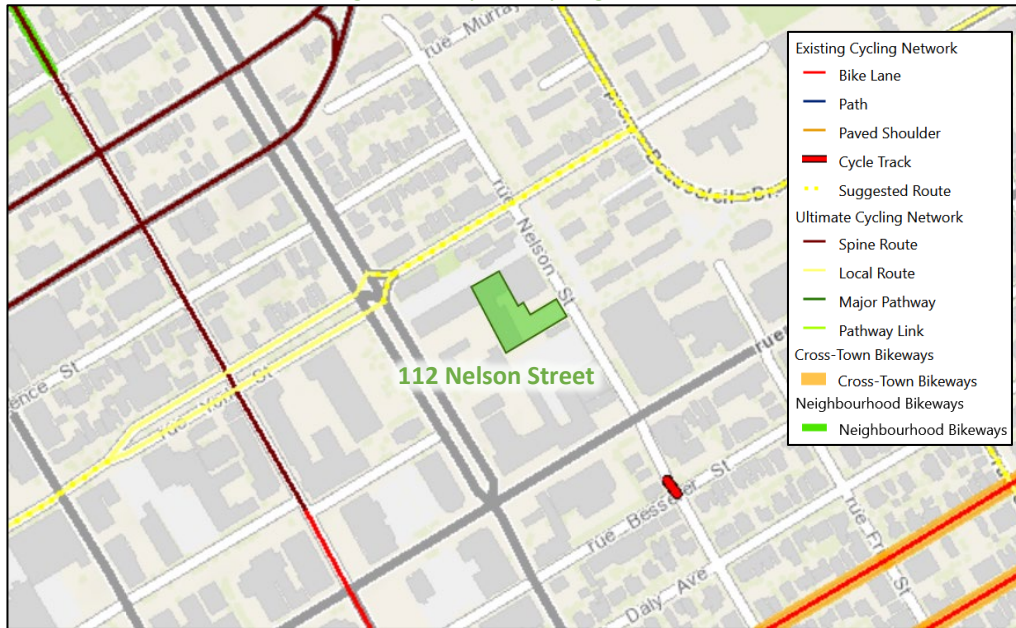 rue Murray
rue Nelson St
rue York St
112 Nelson Street
rue Besserer St
Daly Ave
rue
St
Existing Cycling Network
Bike Lane
Path
Paved Shoulder
Cycle Track
Suggested Route
Ultimate Cycling Network
Spine Route
Local Route
Major Pathway
Pathway Link
Cross-Town Bikeways
Cross-Town Bikeways
Neighbourhood Bikeways
Neighbourhood Bikeways